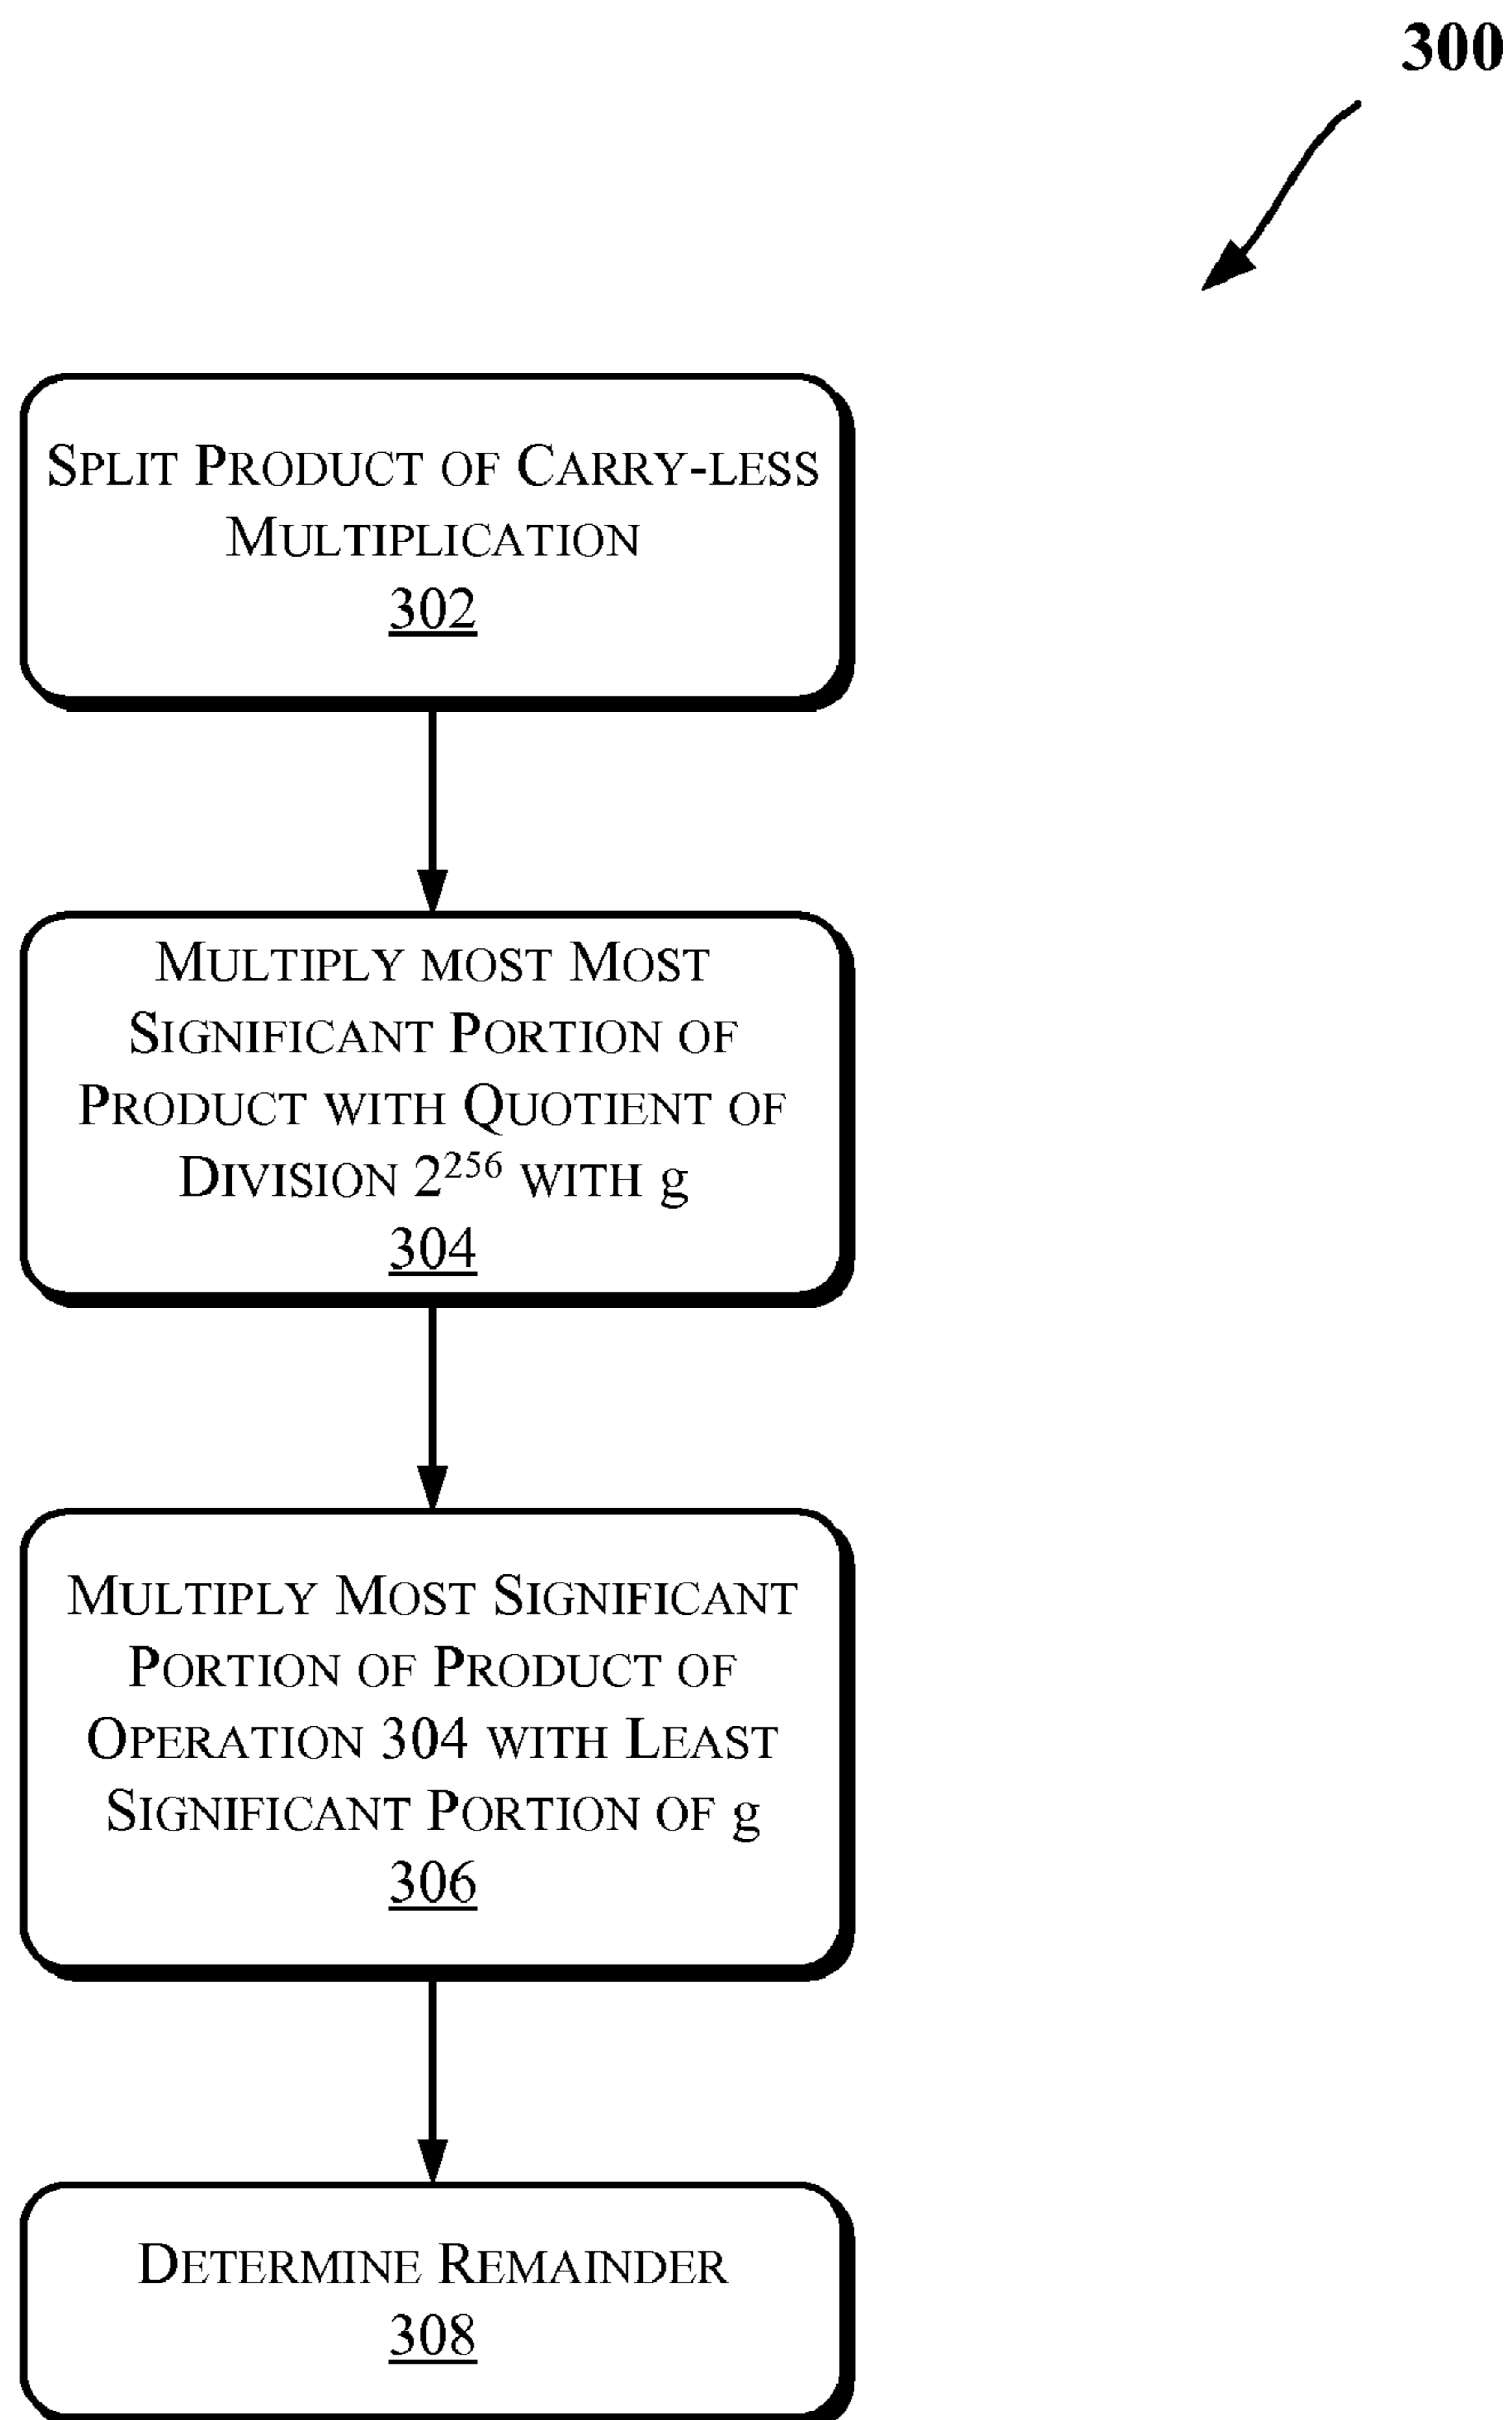 300
Split Product of Carry-less
Multiplication
302
Multiply most Most
Significant Portion of
Product with Quotient of
Division 2²⁵⁶ with g
304
Multiply Most Significant
Portion of Product of
Operation 304 with Least
Significant Portion of g
306
Determine Remainder
308